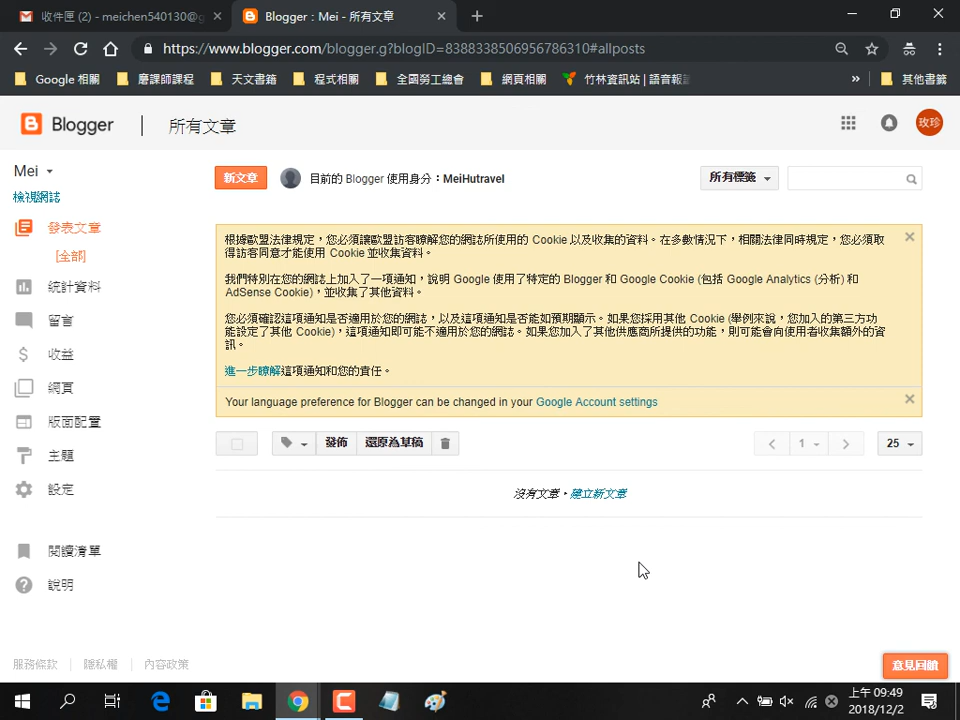 收件匣 (2) - meichen540130@g
Blogger：Mei - 所有文章
https://www.blogger.com/blogger.g?blogID=8388338506956786310#allposts
Google 相關
磨課師課程
天文書籤
程式相關
全國勞工總會
網頁相關
竹林資訊站 | 語音報
»
其他書籤
Blogger
所有文章
玫珍
Mei
檢視網誌
新文章
目前的 Blogger 使用身分：MeiHutravel
所有標籤
發表文章
[全部]
統計資料
留言
收益
網頁
版面配置
主題
設定
閱讀清單
說明
根據歐盟法律規定，您必須讓歐盟訪客瞭解您的網誌所使用的 Cookie 以及收集的資料。在多數情況下，相關法律同時規定，您必須取
得訪客同意才能使用 Cookie 並收集資料。
我們特別在您的網誌上加入了一項通知，說明 Google 使用了特定的 Blogger 和 Google Cookie (包括 Google Analytics (分析) 和
AdSense Cookie)，並收集了其他資料。
您必須確認這項通知是否適用於您的網誌，以及這項通知是否能如預期顯示。如果您採用其他 Cookie (舉例來說，您加入的第三方功
能設定了其他 Cookie)，這項通知即可能不適用於您的網誌。如果您加入了其他供應商所提供的功能，則可能會向使用者收集額外的資
訊。
進一步瞭解這項通知和您的責任。
Your language preference for Blogger can be changed in your Google Account settings
發佈
還原為草稿
1
25
沒有文章。建立新文章
服務條款
隱私權
內容政策
意見回饋
上午 09:49
2018/12/2